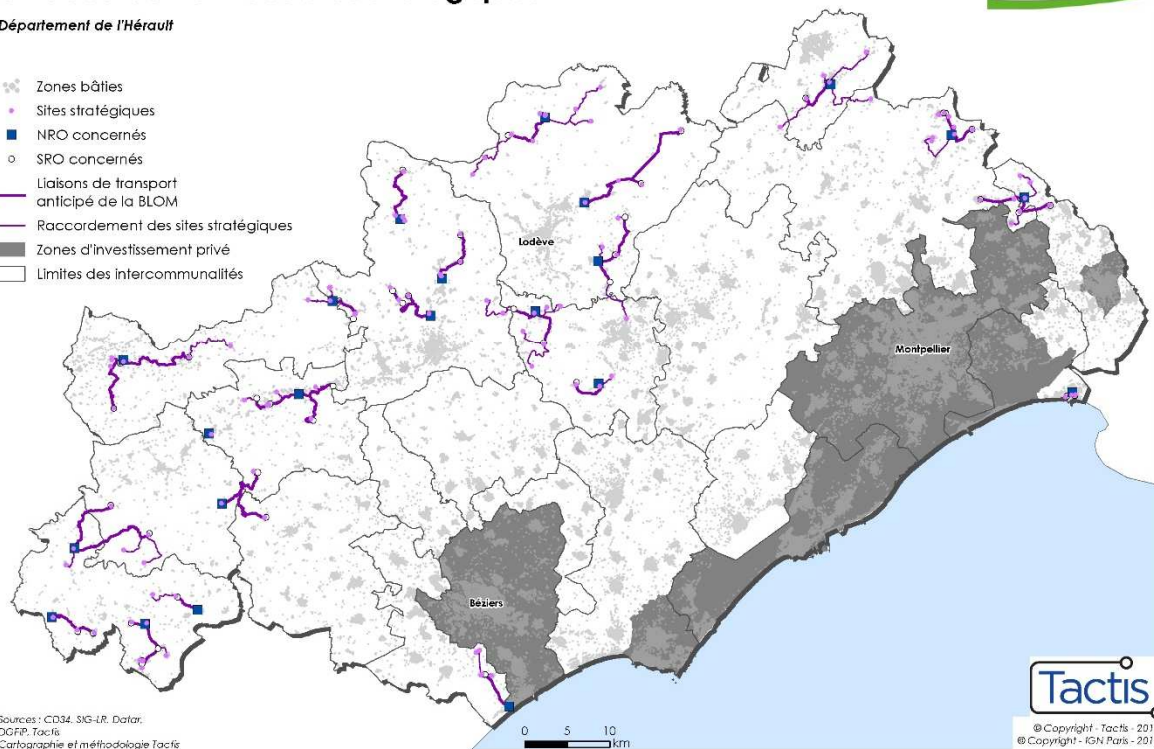 Département de l'Hérault
Zones bâties
Sites stratégiques
NRO concernés
SRO concernés
Liaisons de transport
anticipé de la BLOM
Raccordement des sites stratégiques
Zones d'investissement privé
Limites des intercommunalités
Lodève
Montpellier
Béziers
Sources : CD34, SIG-LR, Datar,
DGFiP, Tactis
Cartographie et méthodologie Tactis
0 5 10
km
Tactis
© Copyright - Tactis - 201
© Copyright - IGN Paris - 201